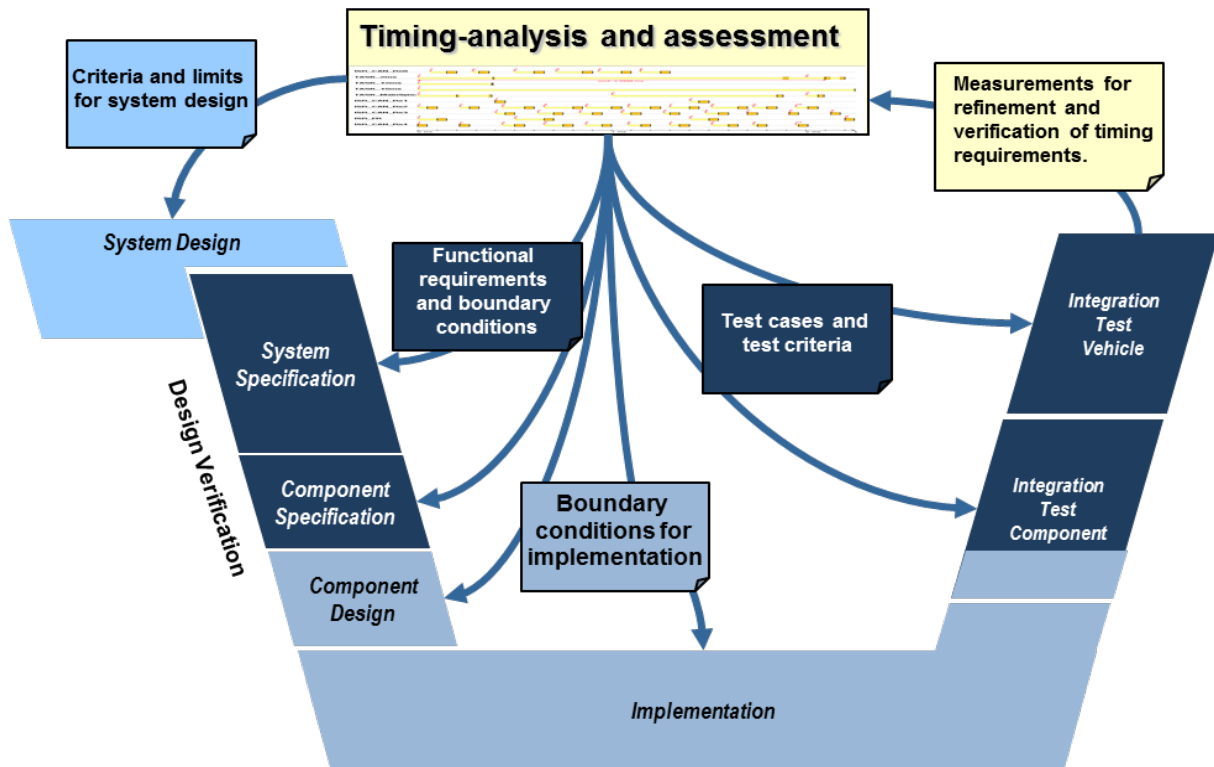 Timing-analysis and assessment
Criteria and limits
for system design
Measurements for
refinement and
verification of timing
requirements.
System Design
Functional
requirements
and boundary
conditions
Test cases and
test criteria
Integration
Test
Vehicle
System
Specification
Design Verification
Component
Specification
Boundary
conditions for
implementation
Integration
Test
Component
Component
Design
Implementation